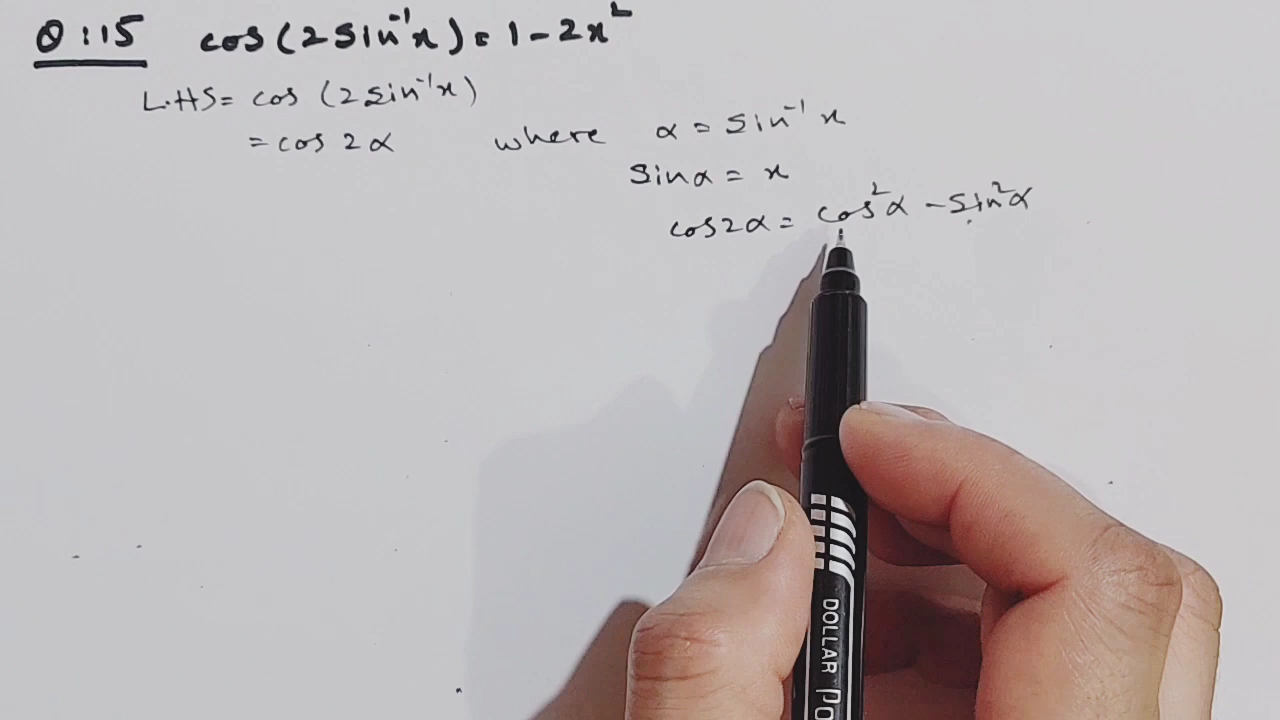 Q:15 cos(2sin⁻¹x) = 1-2x²
L.HS= cos (2sin⁻¹x)
= cos 2α where α = sin⁻¹x
sinα = x
cos2α = cos²α - sin²α
DOLLAR